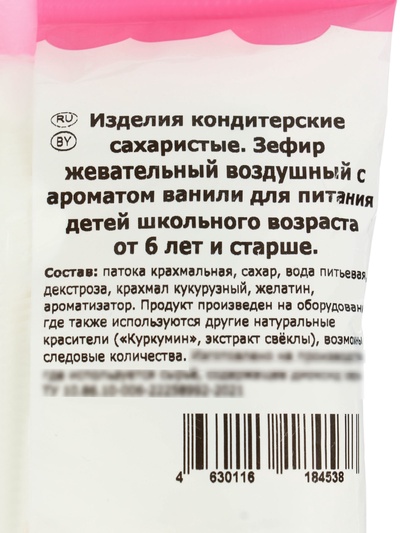 RU
BY
Изделия кондитерские
сахаристые. Зефир
жевательный воздушный с
ароматом ванили для питания
детей школьного возраста
от 6 лет и старше.
Состав: патока крахмальная, сахар, вода питьевая,
декстроза, крахмал кукурузный, желатин,
ароматизатор. Продукт произведен на оборудован
где также используются другие натуральные
красители («Куркумин», экстракт свёклы), возможн
следовые количества.
4 630116 184538